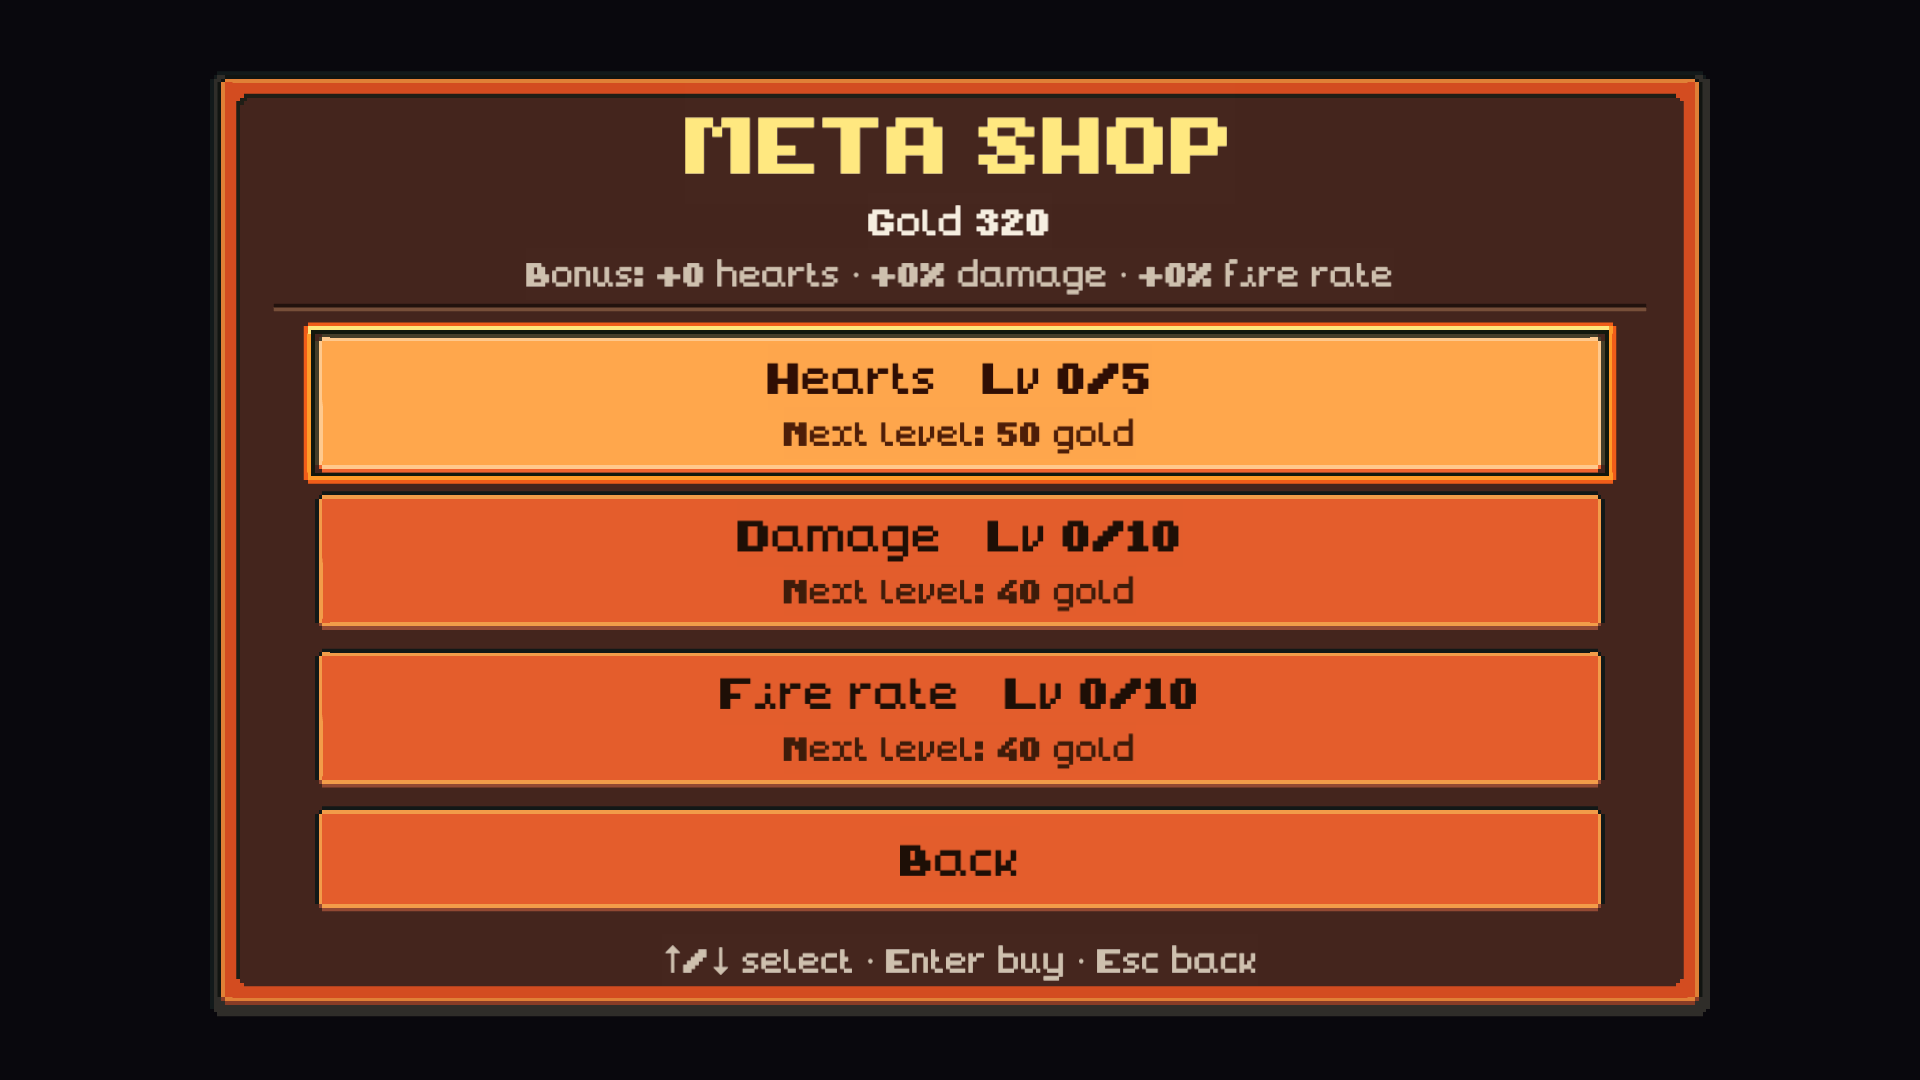 META SHOP
Gold 320
Bonus: +0 hearts · +0% damage · +0% fire rate
Hearts Lv 0/5
Next level: 50 gold
Damage Lv 0/10
Next level: 40 gold
Fire rate Lv 0/10
Next level: 40 gold
Back
↑/↓ select · Enter buy · Esc back